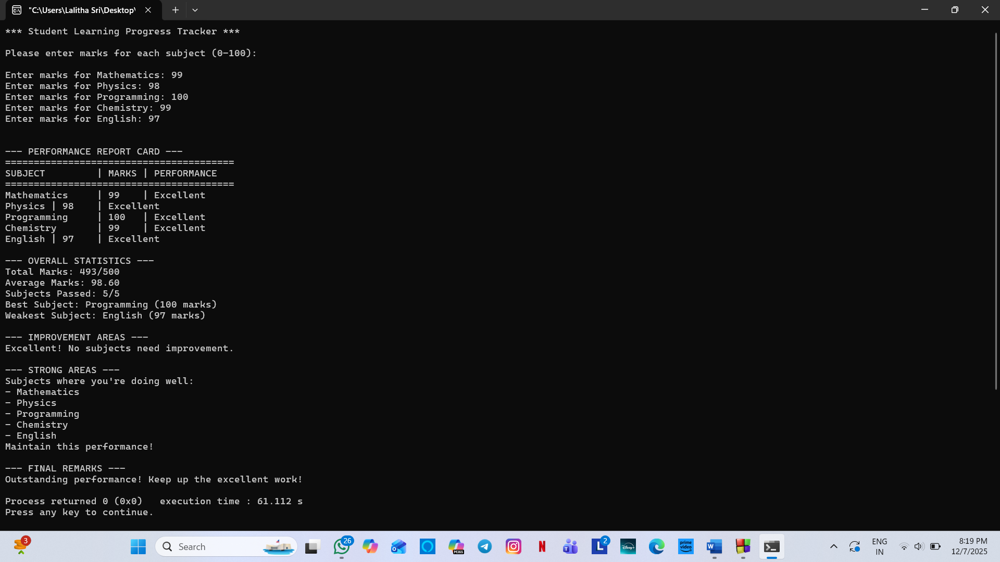 "C:\Users\Lalitha Sri\Desktop\
*** Student Learning Progress Tracker ***
Please enter marks for each subject (0-100):
Enter marks for Mathematics: 99
Enter marks for Physics: 98
Enter marks for Programming: 100
Enter marks for Chemistry: 99
Enter marks for English: 97
--- PERFORMANCE REPORT CARD ---
========================================
SUBJECT         | MARKS | PERFORMANCE
========================================
Mathematics     | 99    | Excellent
Physics | 98    | Excellent
Programming     | 100   | Excellent
Chemistry       | 99    | Excellent
English | 97    | Excellent
--- OVERALL STATISTICS ---
Total Marks: 493/500
Average Marks: 98.60
Subjects Passed: 5/5
Best Subject: Programming (100 marks)
Weakest Subject: English (97 marks)
--- IMPROVEMENT AREAS ---
Excellent! No subjects need improvement.
--- STRONG AREAS ---
Subjects where you're doing well:
- Mathematics
- Physics
- Programming
- Chemistry
- English
Maintain this performance!
--- FINAL REMARKS ---
Outstanding performance! Keep up the excellent work!
Process returned 0 (0x0)   execution time : 61.112 s
Press any key to continue.
3
Search
26
M365
2
Disney+
prime video
ENG
IN
8:19 PM
12/7/2025